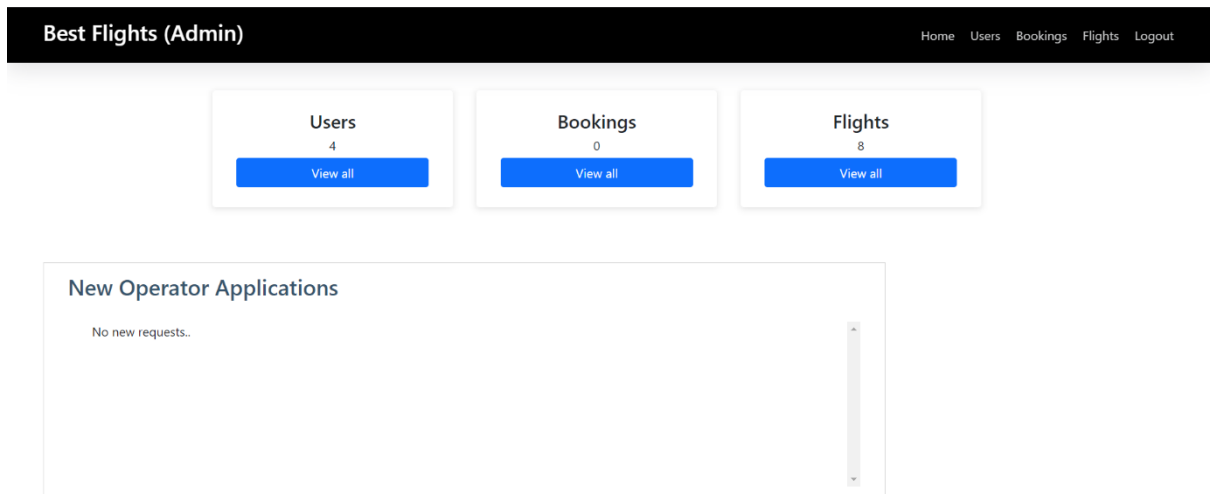 Best Flights (Admin)
Home Users Bookings Flights Logout
Users
4
View all
Bookings
0
View all
Flights
8
View all
New Operator Applications
No new requests..